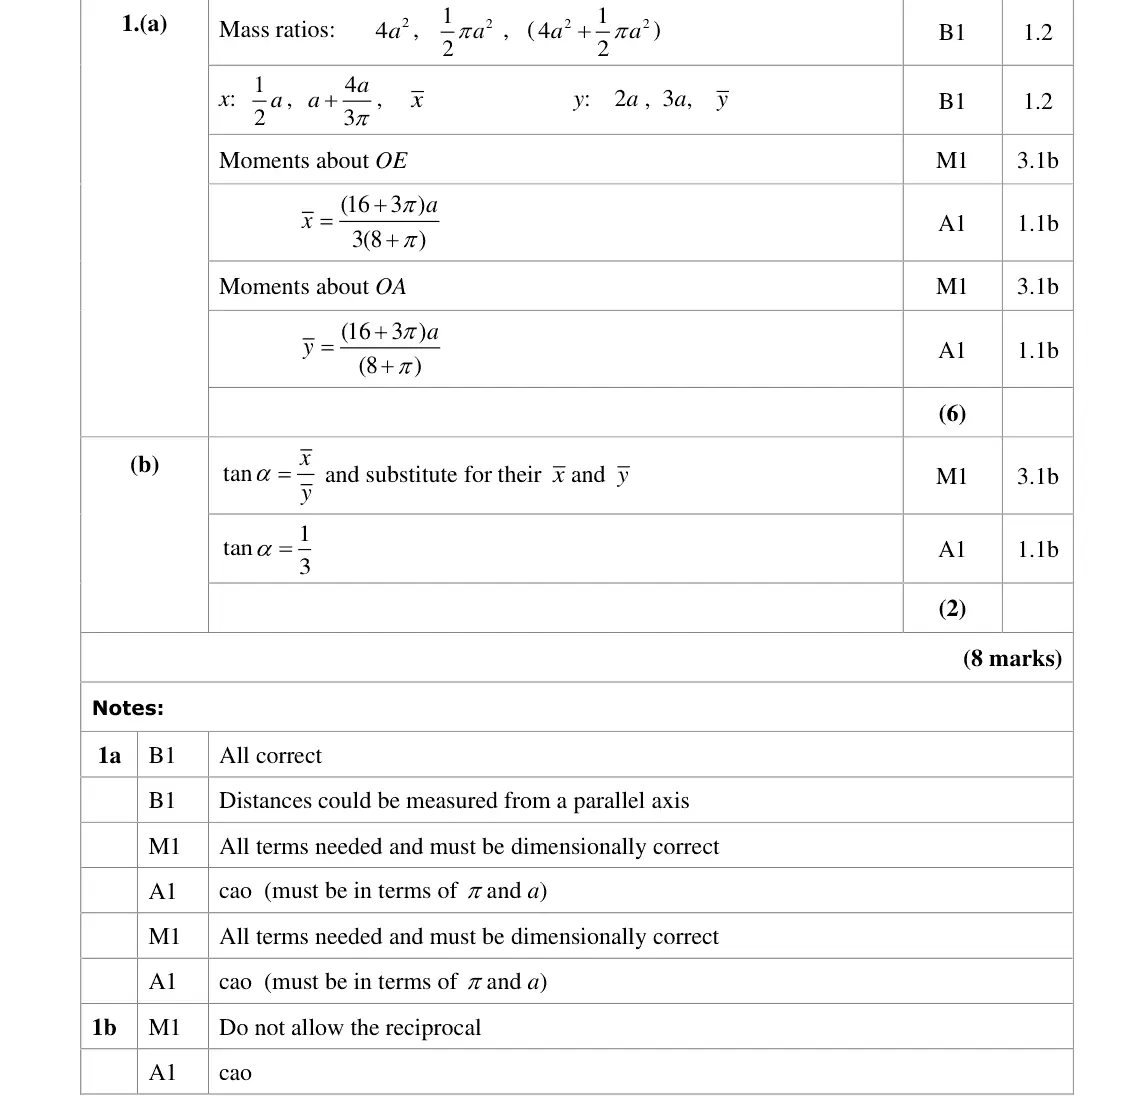 1.(a) Mass ratios: 4a², 1/2 πa², (4a² + 1/2 πa²) B1 1.2
x: 1/2 a, a + 4a/3π, x̅ y: 2a, 3a, y̅ B1 1.2
Moments about OE M1 3.1b
x̅ = (16+3π)a / 3(8+π) A1 1.1b
Moments about OA M1 3.1b
y̅ = (16+3π)a / (8+π) A1 1.1b
(6)
(b) tan α = x̅/y̅ and substitute for their x̅ and y̅ M1 3.1b
tan α = 1/3 A1 1.1b
(2)
(8 marks)
Notes:
1a B1 All correct
B1 Distances could be measured from a parallel axis
M1 All terms needed and must be dimensionally correct
A1 cao (must be in terms of π and a)
M1 All terms needed and must be dimensionally correct
A1 cao (must be in terms of π and a)
1b M1 Do not allow the reciprocal
A1 cao